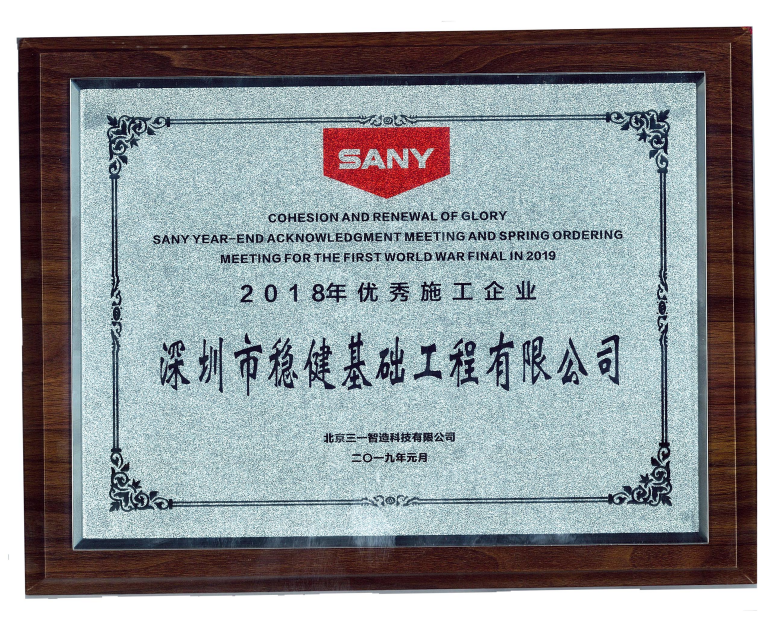 SANY
COHESION AND RENEWAL OF GLORY
SANY YEAR-END ACKNOWLEDGMENT MEETING AND SPRING ORDERING
MEETING FOR THE FIRST WORLD WAR FINAL IN 2019
2018年优秀施工企业
深圳市稳健基础工程有限公司
北京三一智造科技有限公司
二〇一九年元月